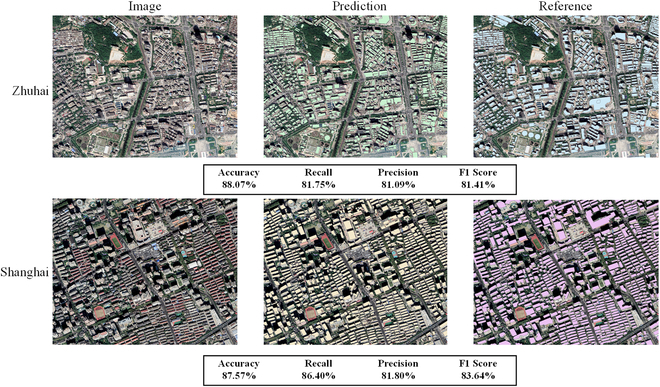 Image Prediction Reference
Zhuhai
Accuracy Recall Precision F1 Score
88.07% 81.75% 81.09% 81.41%
Shanghai
Accuracy Recall Precision F1 Score
87.57% 86.40% 81.80% 83.64%